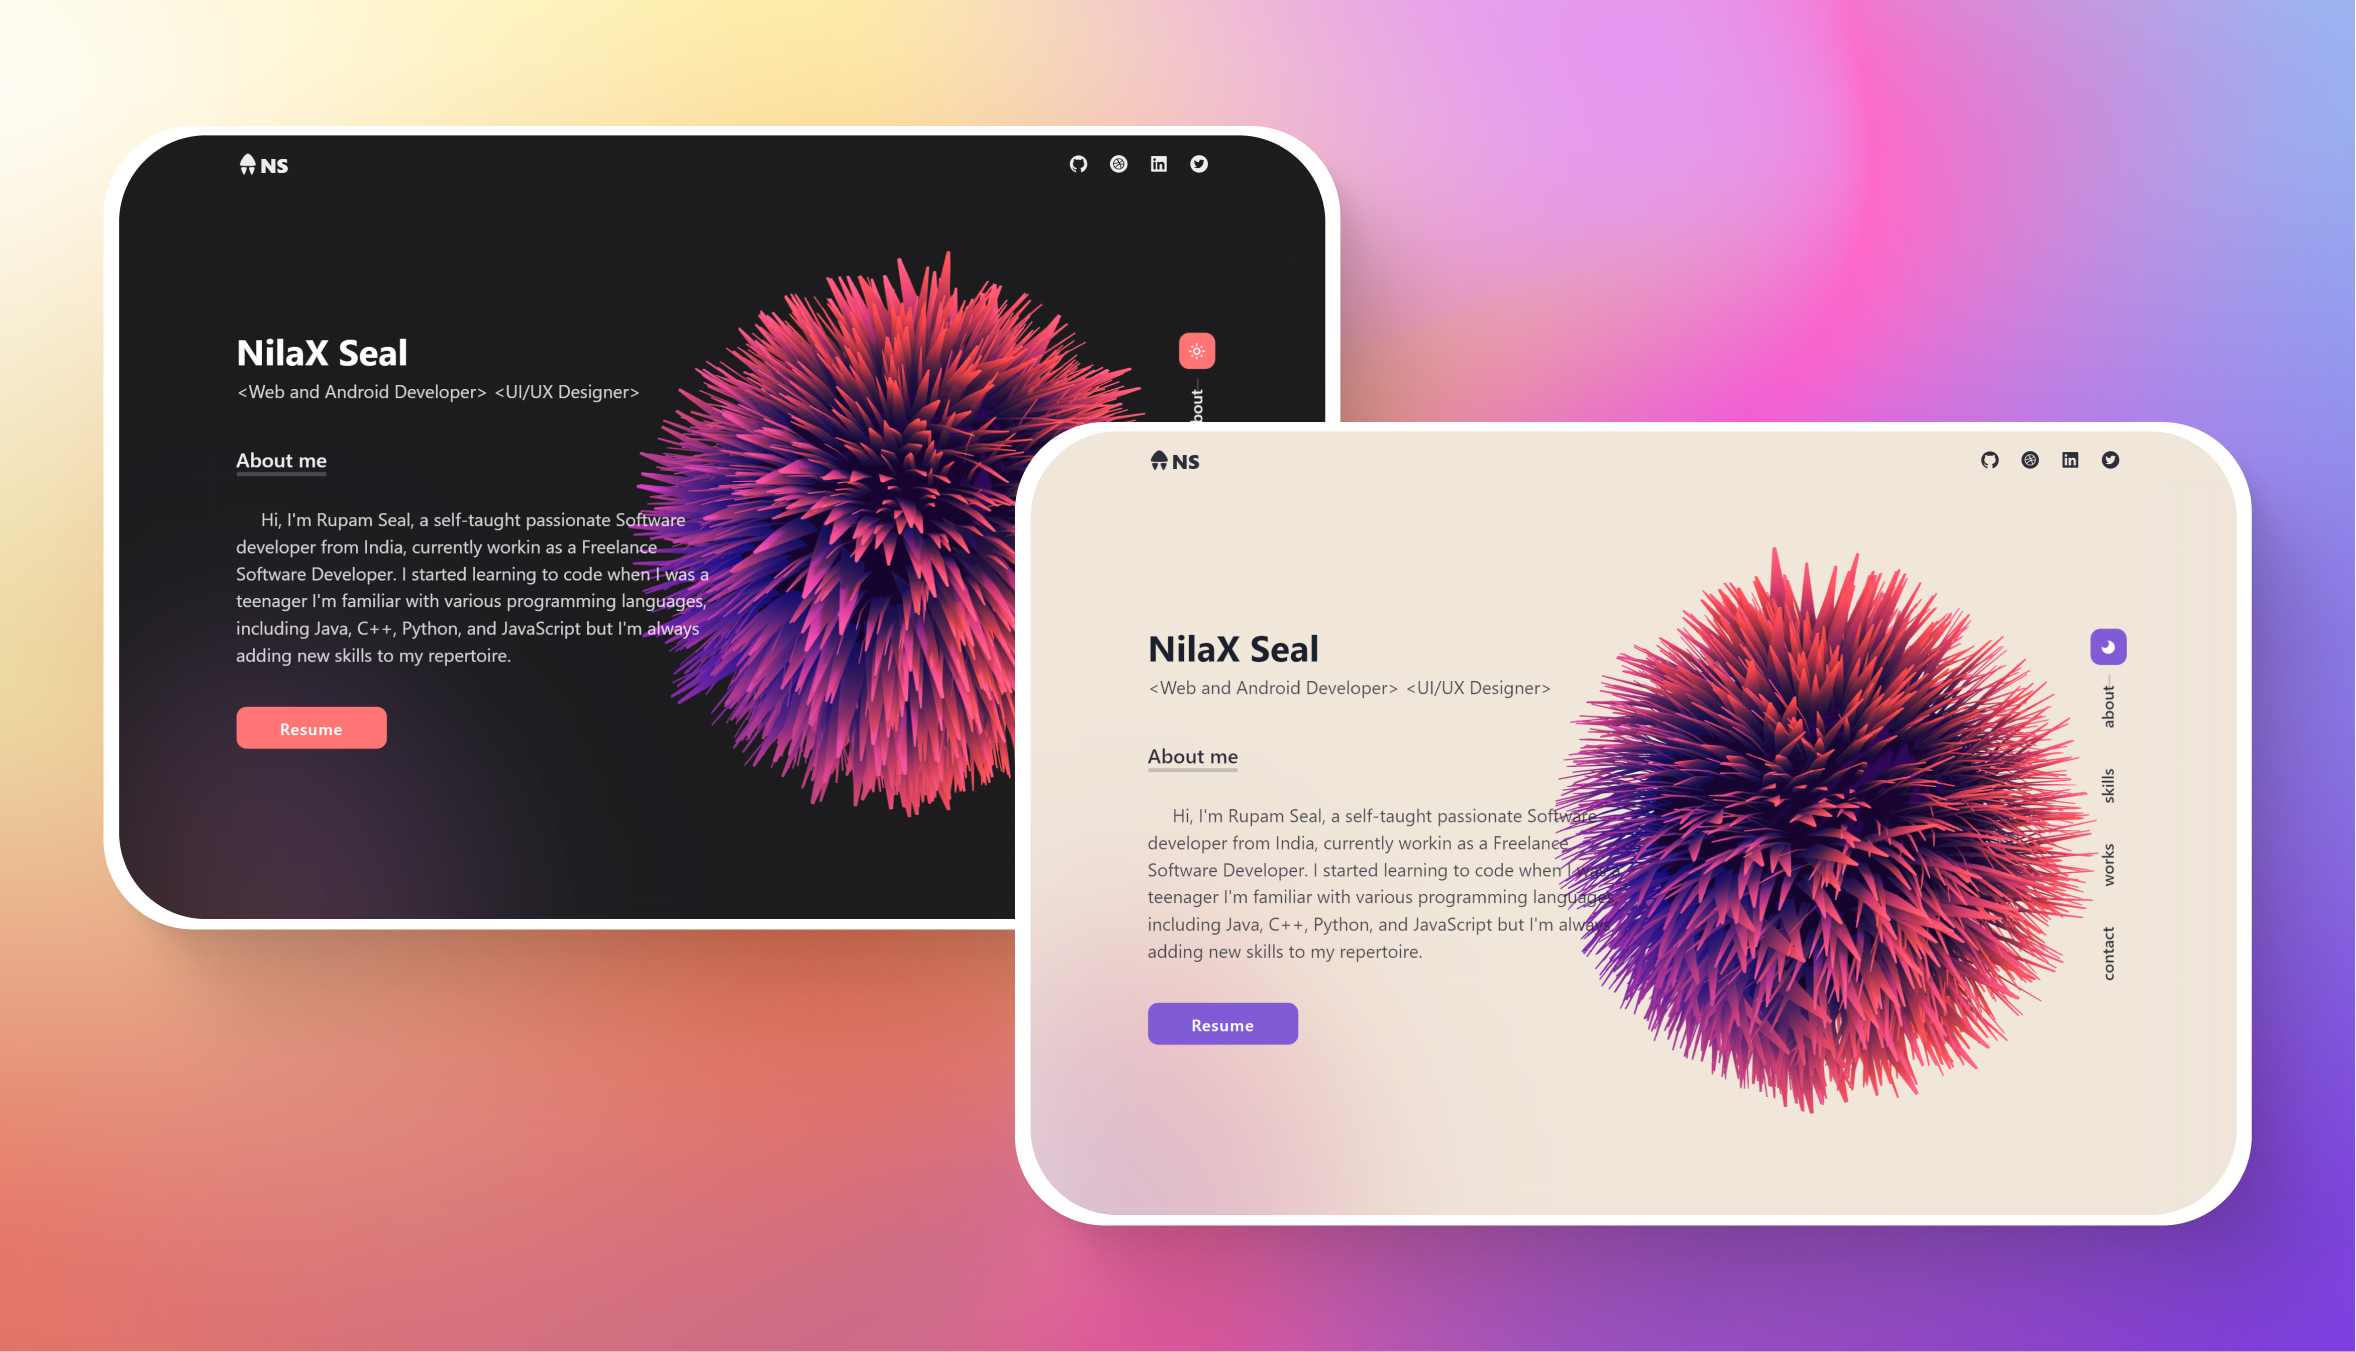 NS
NilaX Seal
<Web and Android Developer> <UI/UX Designer>
About me
Hi, I'm Rupam Seal, a self-taught passionate Software
developer from India, currently workin as a Freelance
Software Developer. I started learning to code when I was a
teenager I'm familiar with various programming languages,
including Java, C++, Python, and JavaScript but I'm always
adding new skills to my repertoire.
Resume
NS
NilaX Seal
<Web and Android Developer> <UI/UX Designer>
About me
Hi, I'm Rupam Seal, a self-taught passionate Software
developer from India, currently workin as a Freelance
Software Developer. I started learning to code when I was a
teenager I'm familiar with various programming languages,
including Java, C++, Python, and JavaScript but I'm always
adding new skills to my repertoire.
Resume
about
skills
works
contact